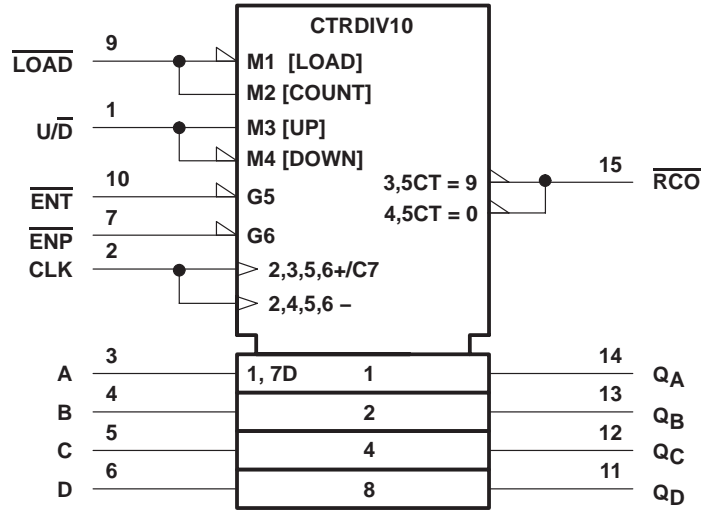 CTRDIV10
LOAD 9 M1 [LOAD]
M2 [COUNT]
U/D 1 M3 [UP]
M4 [DOWN]
ENT 10 G5 3,5CT = 9 15 RCO
ENP 7 G6 4,5CT = 0
CLK 2 2,3,5,6+/C7
2,4,5,6 –
A 3 1, 7D 1 14 QA
B 4 2 13 QB
C 5 4 12 QC
D 6 8 11 QD